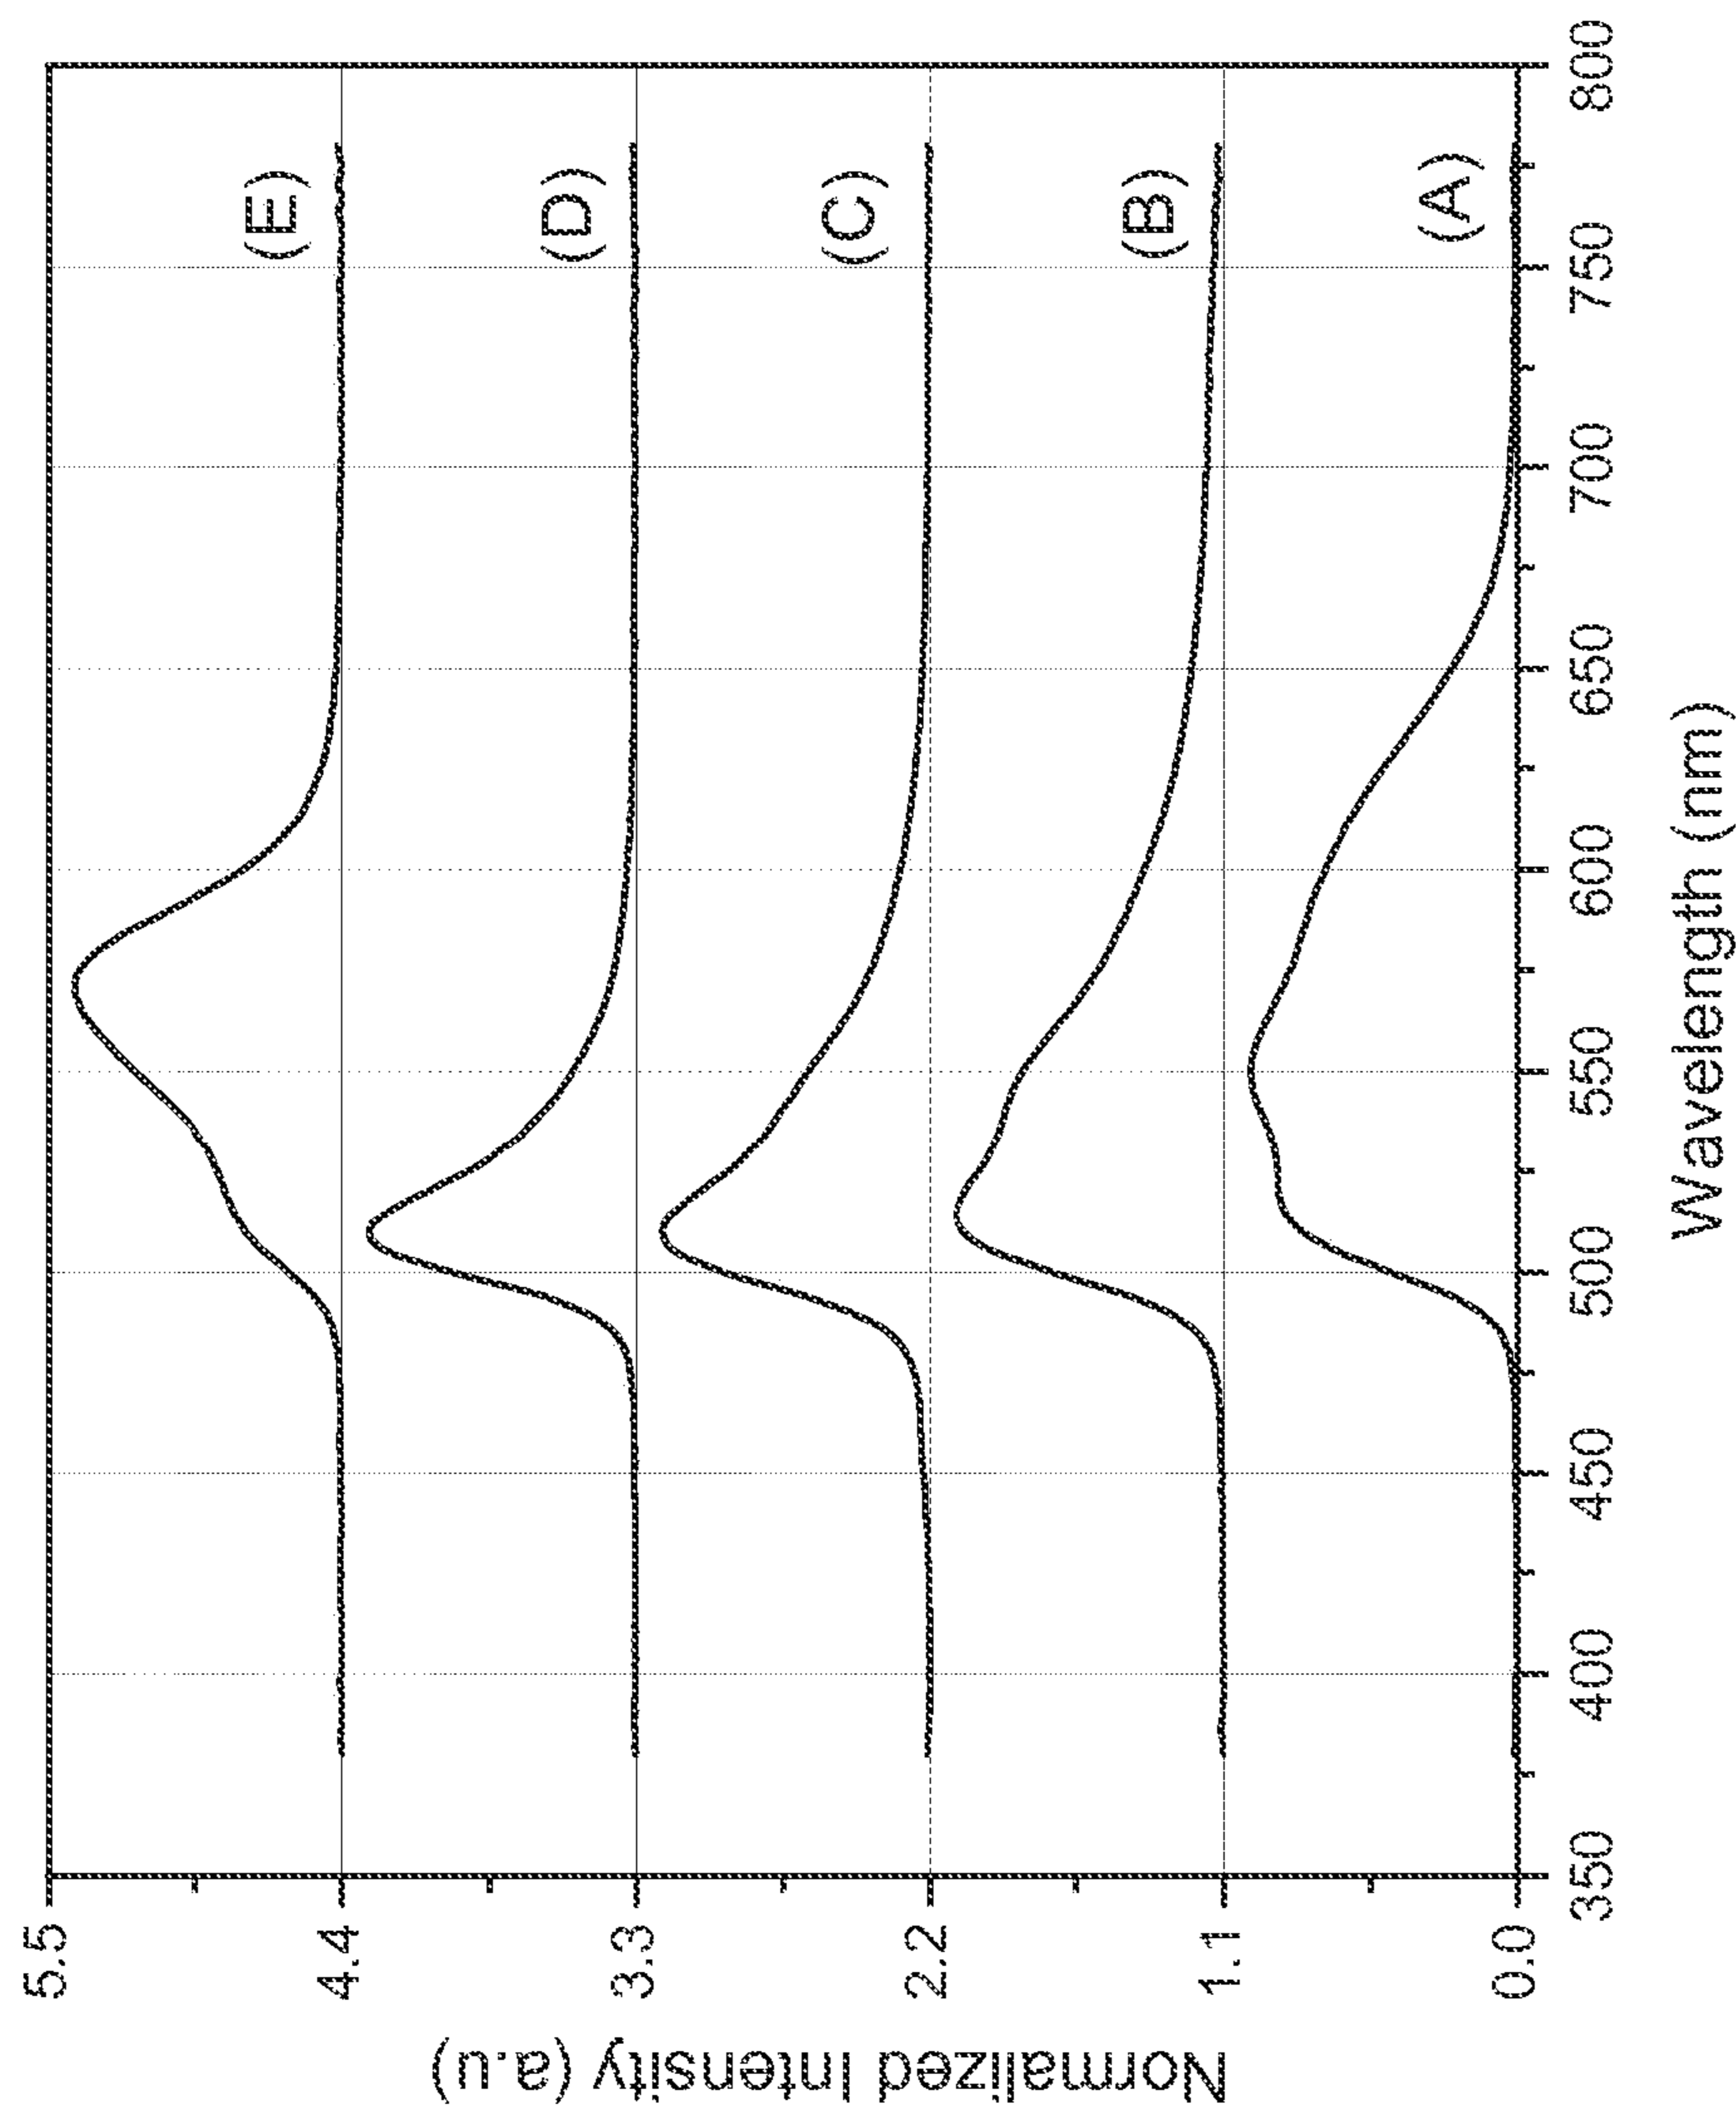 Normalized Intensity (a.u)
5.5
4.4
3.3
2.2
1.1
0.0
(E)
(D)
(C)
(B)
(A)
350 400 450 500 550 600 650 700 750 800
Wavelength (nm)